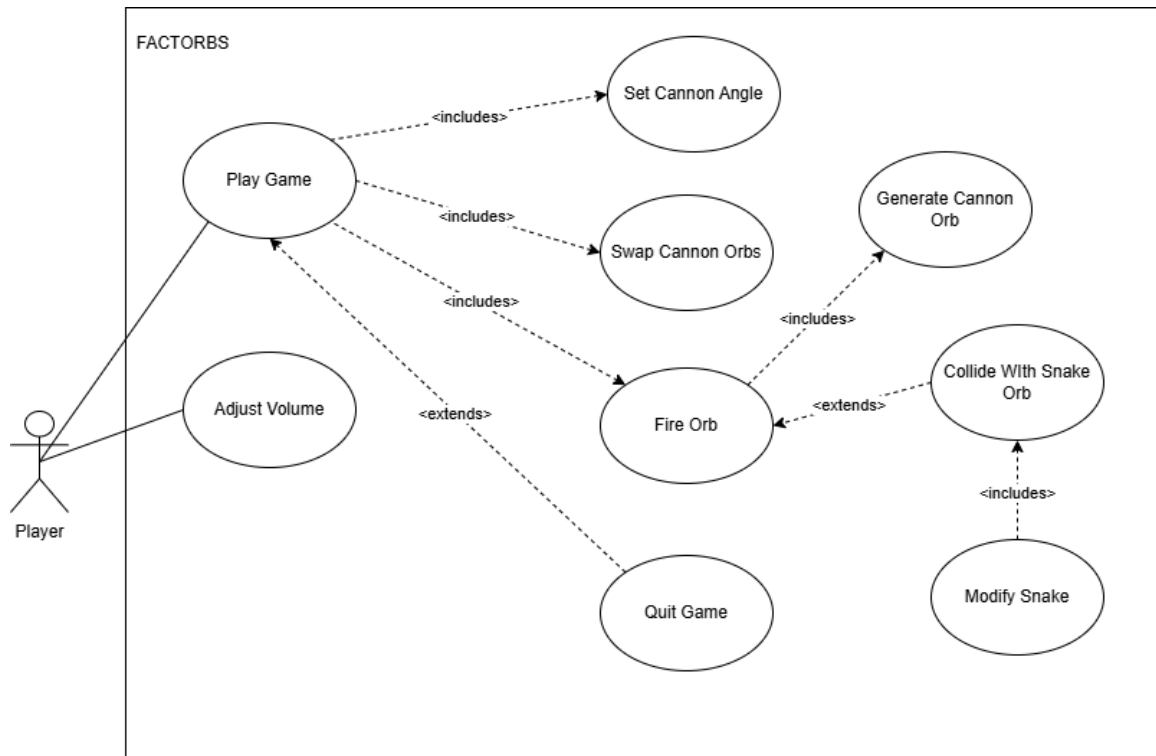 FACTORBS
Set Cannon Angle
<includes>
Play Game
Generate Cannon
Orb
<includes>
Swap Cannon Orbs
<includes>
<includes>
Collide WIth Snake
Orb
Adjust Volume
<extends>
<extends>
Fire Orb
<includes>
Player
Quit Game
Modify Snake